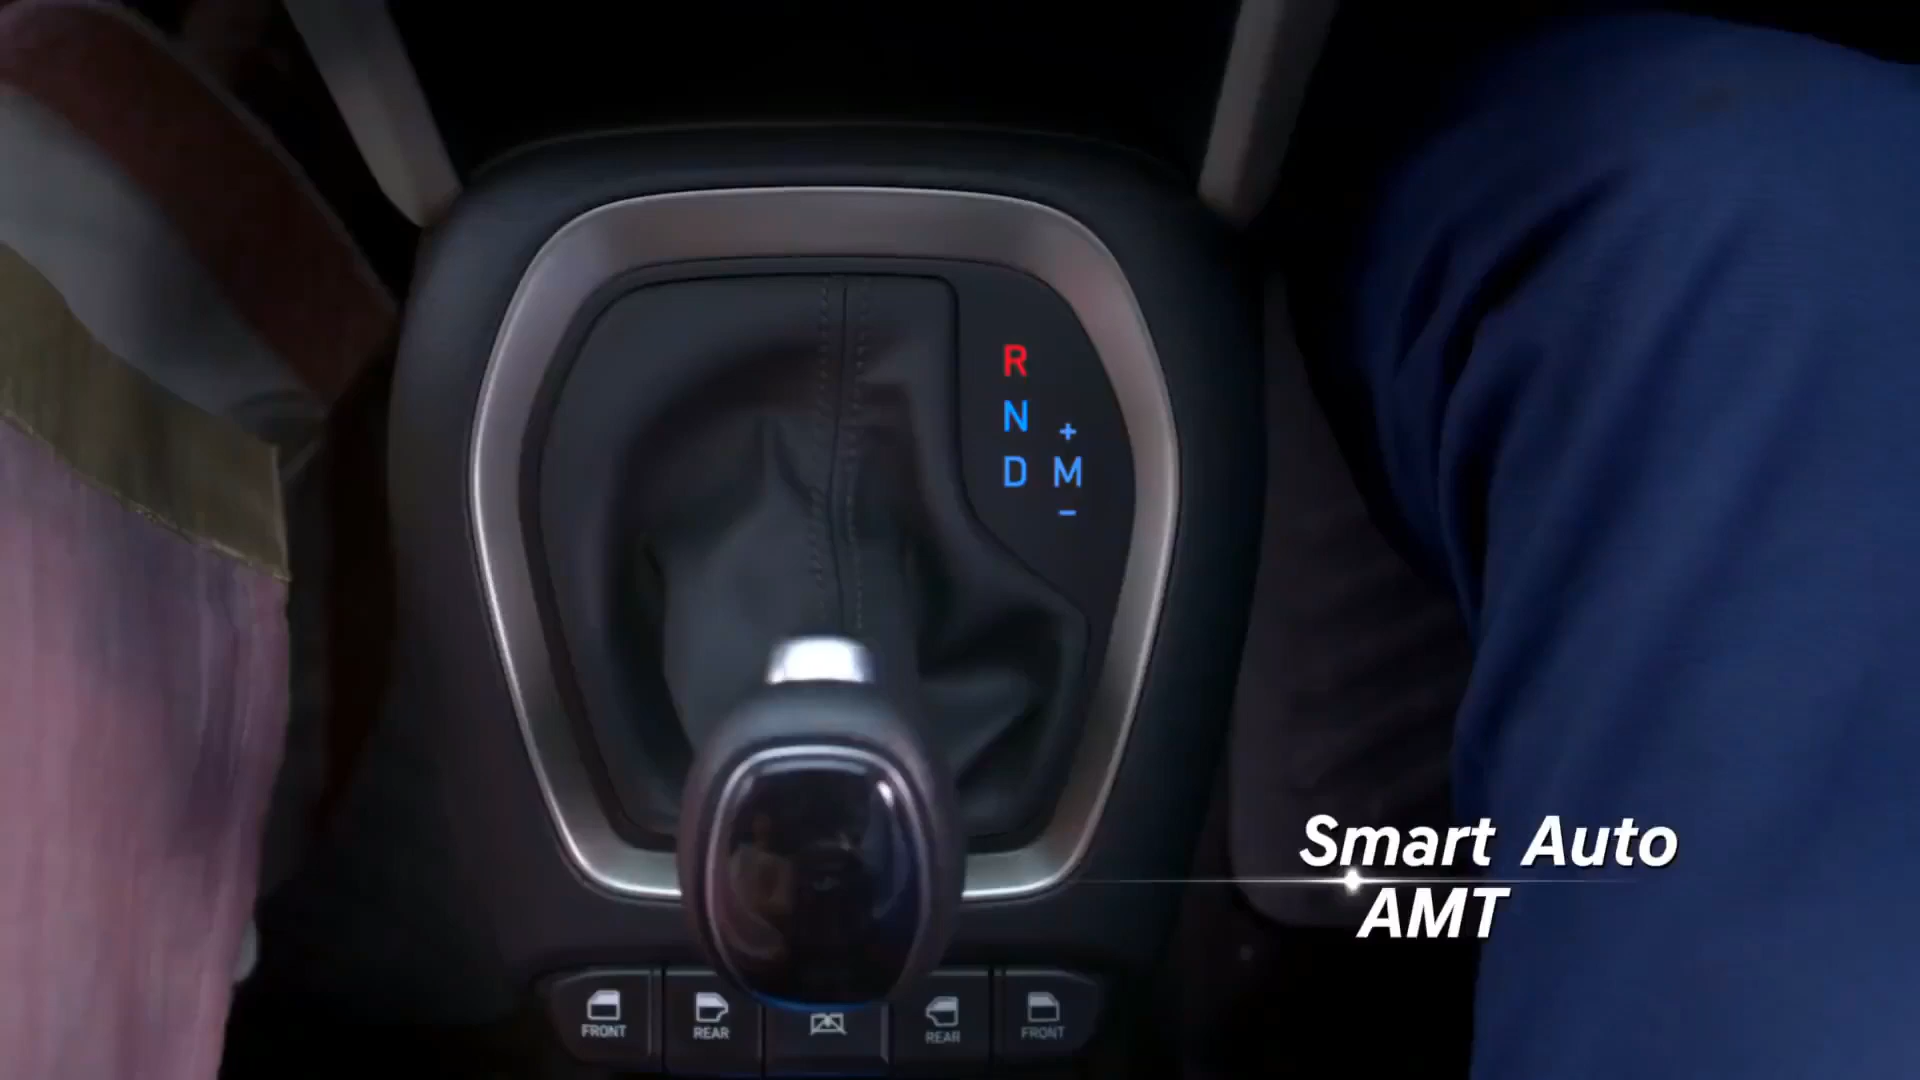 R
N
+
D M
-
Smart Auto
AMT
FRONT
REAR
REAR
FRONT